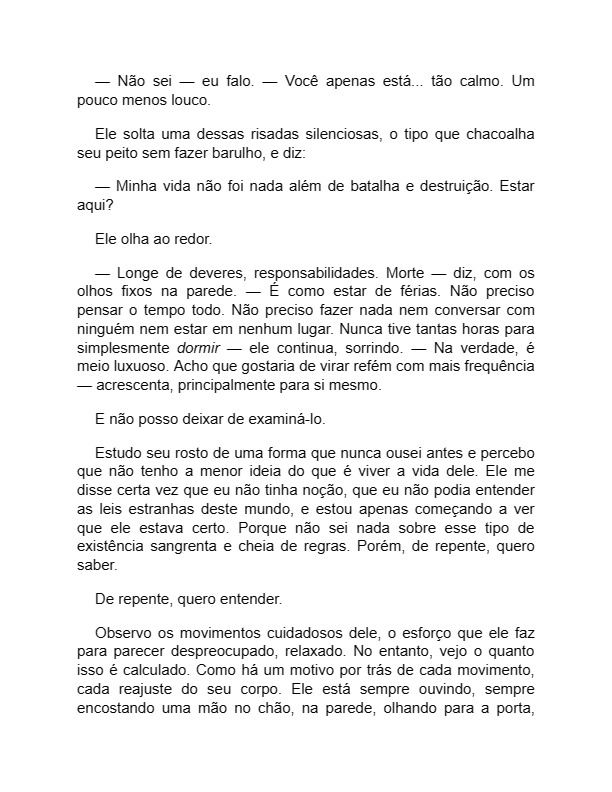 — Não sei — eu falo. — Você apenas está... tão calmo. Um
pouco menos louco.
Ele solta uma dessas risadas silenciosas, o tipo que chacoalha
seu peito sem fazer barulho, e diz:
— Minha vida não foi nada além de batalha e destruição. Estar
aqui?
Ele olha ao redor.
— Longe de deveres, responsabilidades. Morte — diz, com os
olhos fixos na parede. — É como estar de férias. Não preciso
pensar o tempo todo. Não preciso fazer nada nem conversar com
ninguém nem estar em nenhum lugar. Nunca tive tantas horas para
simplesmente dormir — ele continua, sorrindo. — Na verdade, é
meio luxuoso. Acho que gostaria de virar refém com mais frequência
— acrescenta, principalmente para si mesmo.
E não posso deixar de examiná-lo.
Estudo seu rosto de uma forma que nunca ousei antes e percebo
que não tenho a menor ideia do que é viver a vida dele. Ele me
disse certa vez que eu não tinha noção, que eu não podia entender
as leis estranhas deste mundo, e estou apenas começando a ver
que ele estava certo. Porque não sei nada sobre esse tipo de
existência sangrenta e cheia de regras. Porém, de repente, quero
saber.
De repente, quero entender.
Observo os movimentos cuidadosos dele, o esforço que ele faz
para parecer despreocupado, relaxado. No entanto, vejo o quanto
isso é calculado. Como há um motivo por trás de cada movimento,
cada reajuste do seu corpo. Ele está sempre ouvindo, sempre
encostando uma mão no chão, na parede, olhando para a porta,